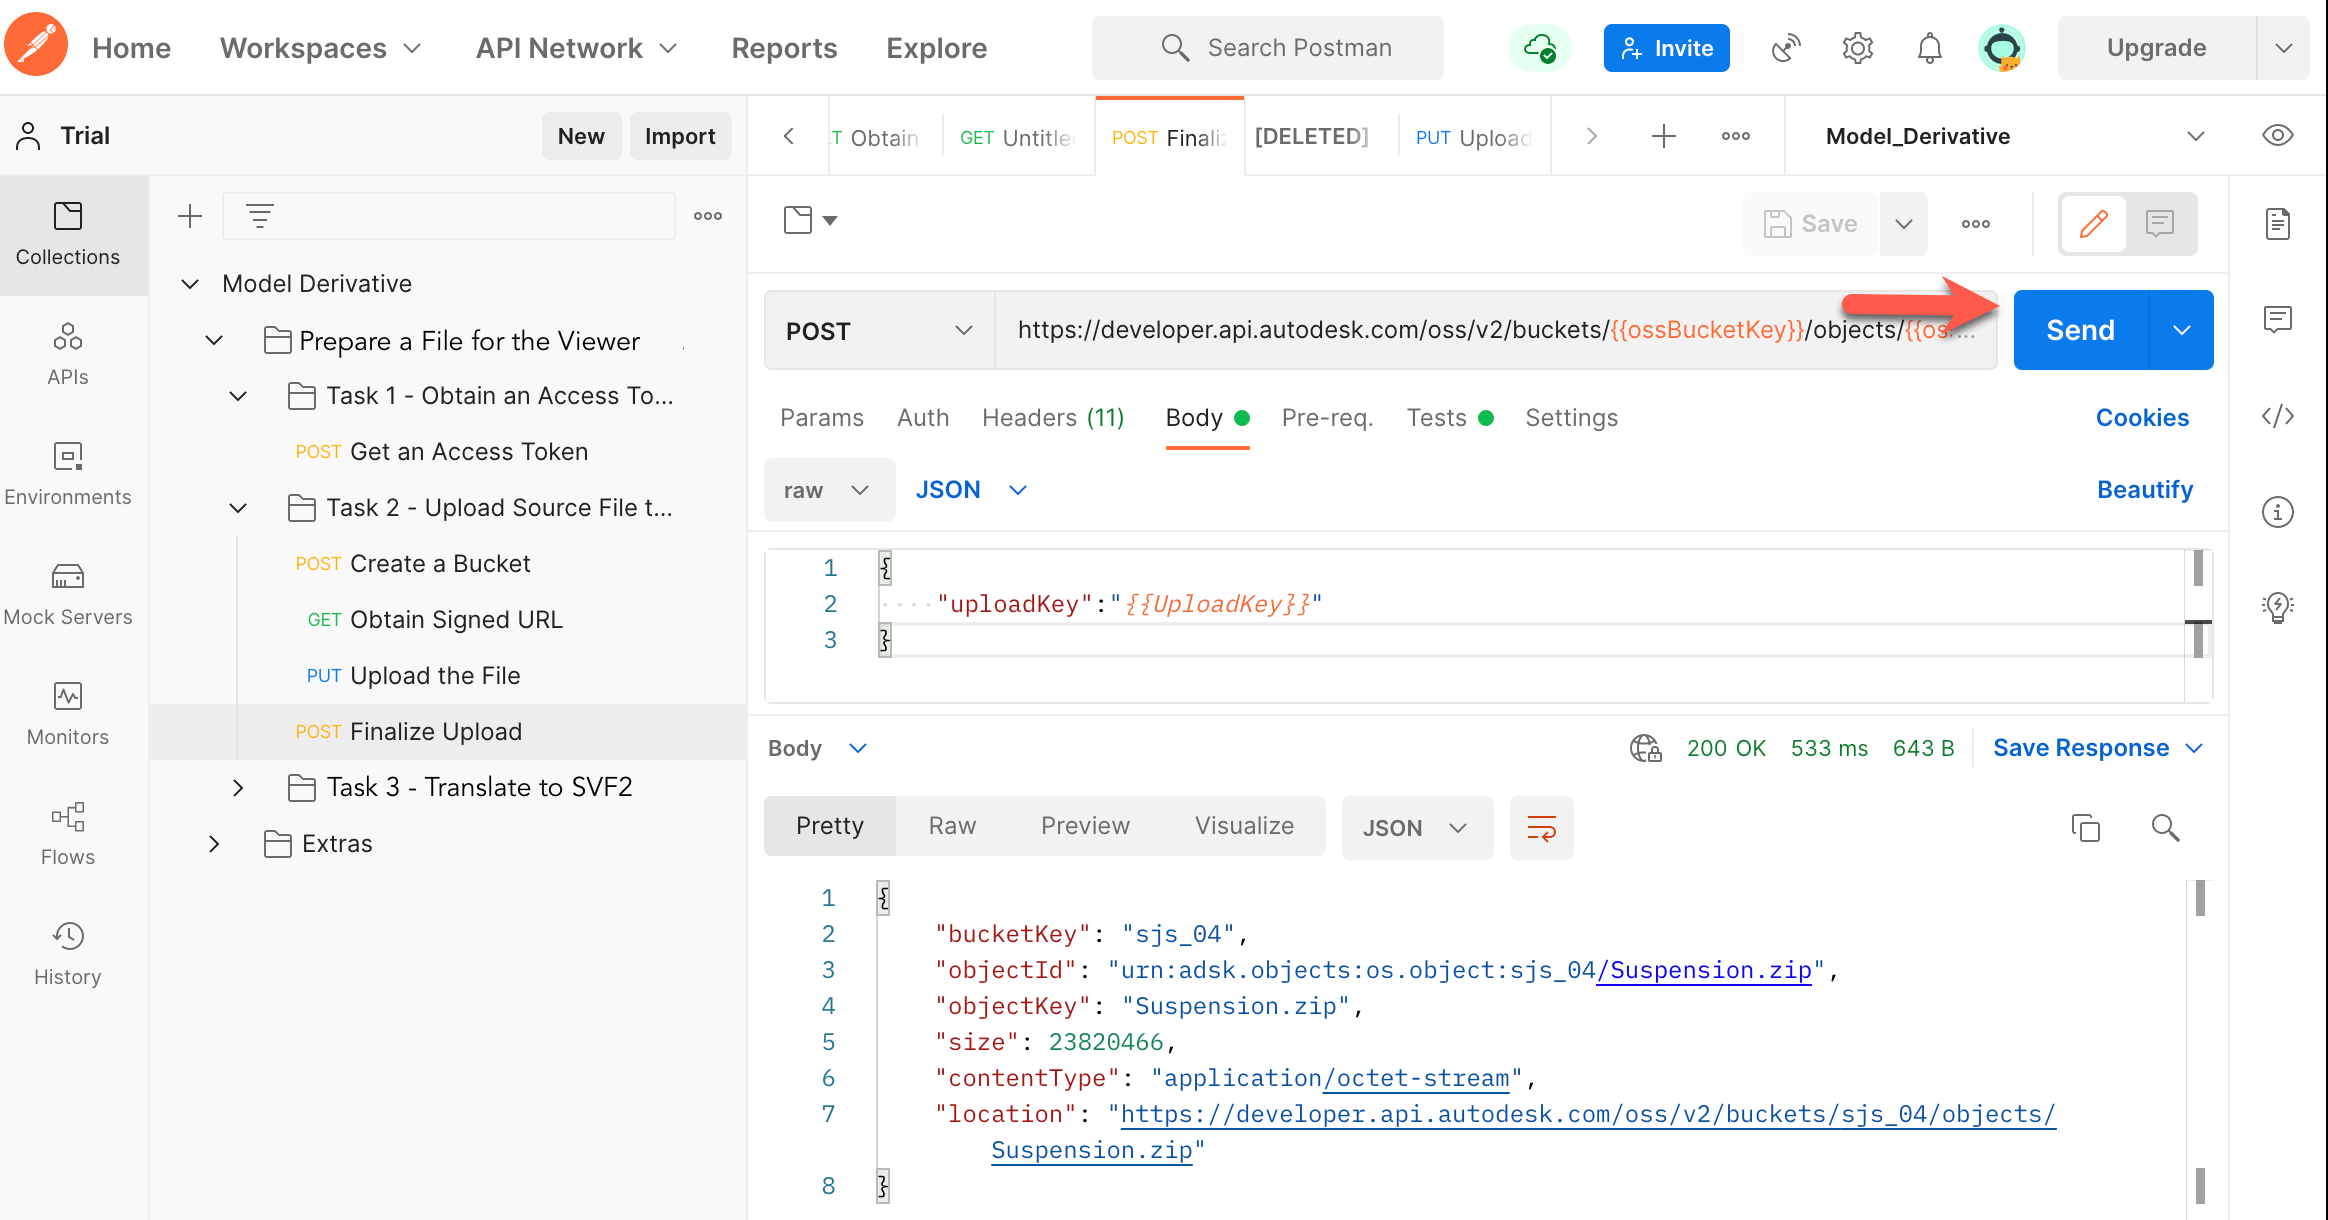 Home Workspaces API Network Reports Explore Search Postman Invite Upgrade
Trial New Import
T Obtain GET Untitle POST Finali [DELETED] PUT Upload Model_Derivative
Collections
APIs
Environments
Mock Servers
Monitors
Flows
History
Model Derivative
Prepare a File for the Viewer
Task 1 - Obtain an Access To...
POST Get an Access Token
Task 2 - Upload Source File t...
POST Create a Bucket
GET Obtain Signed URL
PUT Upload the File
POST Finalize Upload
Task 3 - Translate to SVF2
Extras
Save
POST https://developer.api.autodesk.com/oss/v2/buckets/{{ossBucketKey}}/objects/{{os... Send
Params Auth Headers (11) Body Pre-req. Tests Settings Cookies
raw JSON Beautify
1 {
2 ····"uploadKey":"{{UploadKey}}"
3 }
Body 200 OK 533 ms 643 B Save Response
Pretty Raw Preview Visualize JSON
1 {
2 "bucketKey": "sjs_04",
3 "objectId": "urn:adsk.objects:os.object:sjs_04/Suspension.zip",
4 "objectKey": "Suspension.zip",
5 "size": 23820466,
6 "contentType": "application/octet-stream",
7 "location": "https://developer.api.autodesk.com/oss/v2/buckets/sjs_04/objects/
Suspension.zip"
8 }